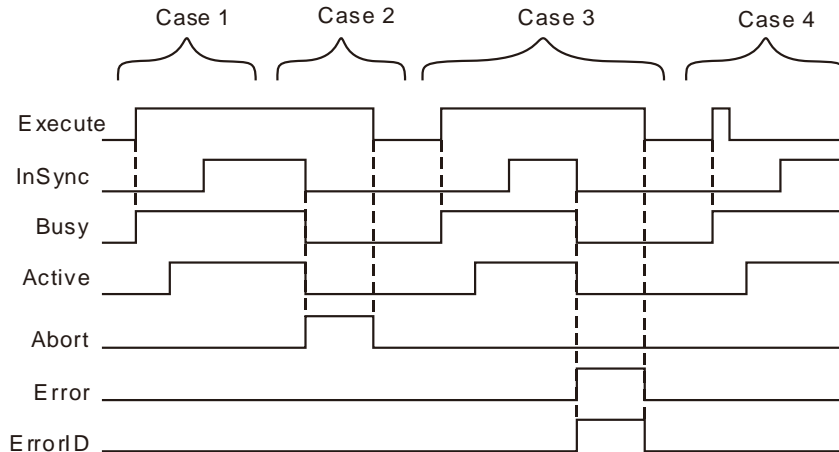 Case 1 Case 2 Case 3 Case 4
Execute
InSync
Busy
Active
Abort
Error
ErrorID